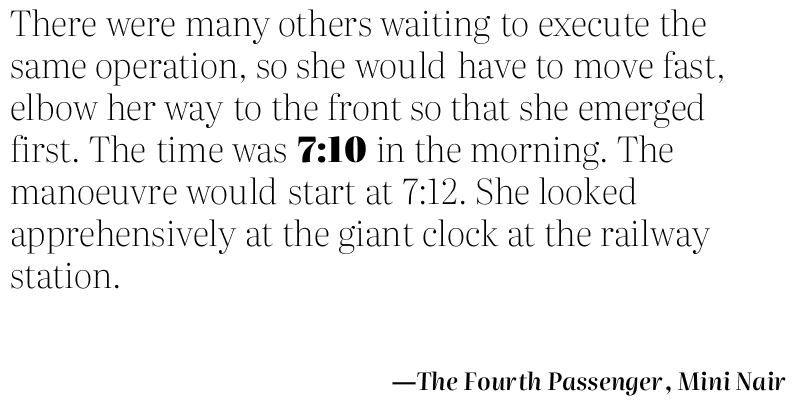 There were many others waiting to execute the
same operation, so she would have to move fast,
elbow her way to the front so that she emerged
first. The time was 7:10 in the morning. The
manoeuvre would start at 7:12. She looked
apprehensively at the giant clock at the railway
station.
—The Fourth Passenger, Mini Nair